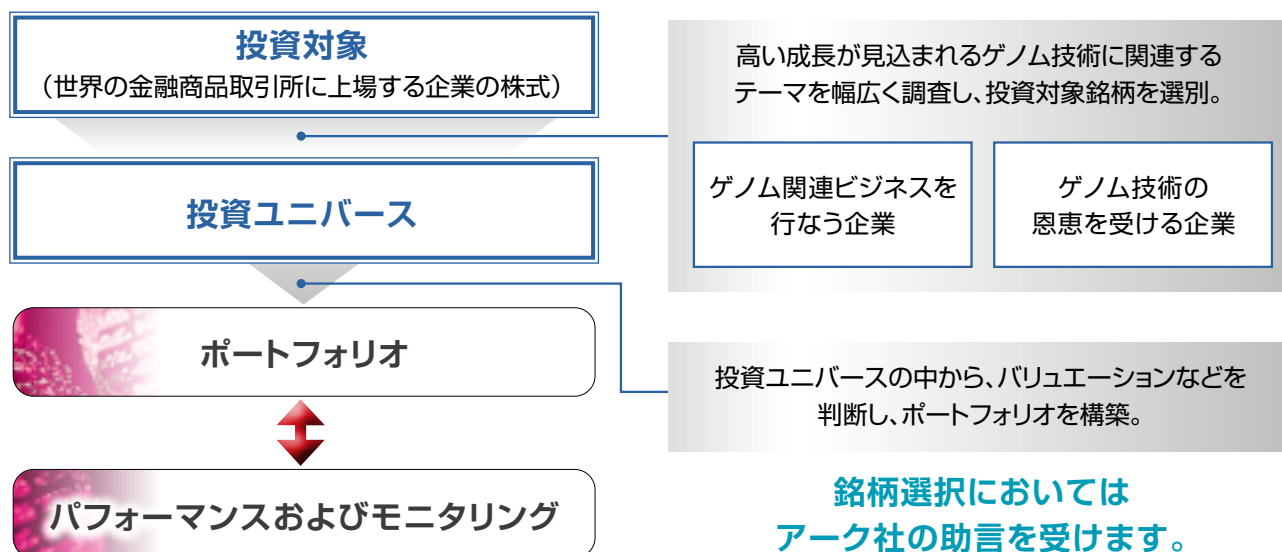 投資対象
（世界の金融商品取引所に上場する企業の株式）
高い成長が見込まれるゲノム技術に関連する
テーマを幅広く調査し、投資対象銘柄を選別。
ゲノム関連ビジネスを
行なう企業
ゲノム技術の
恩恵を受ける企業
投資ユニバース
ポートフォリオ
投資ユニバースの中から、バリュエーションなどを
判断し、ポートフォリオを構築。
パフォーマンスおよびモニタリング
銘柄選択においては
アーク社の助言を受けます。